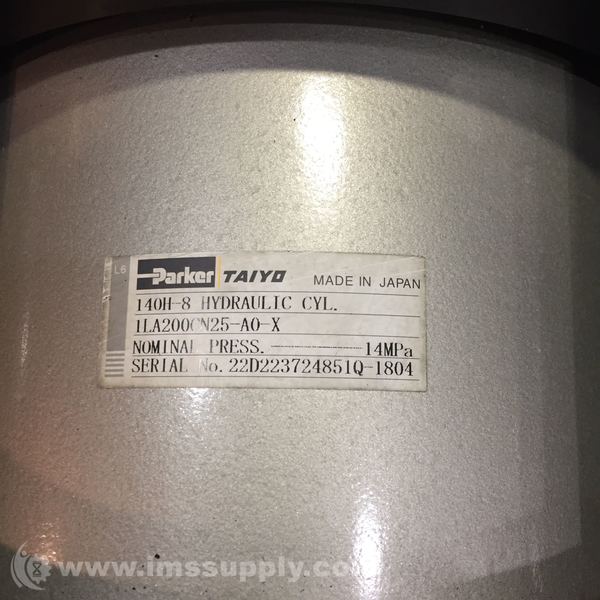 L6
Parker TAIYO MADE IN JAPAN
140H-8 HYDRAULIC CYL.
1LA200CN25-A0-X
NOMINAL PRESS. 14MPa
SERIAL No. 22D223724851Q-1804
www.imssupply.com